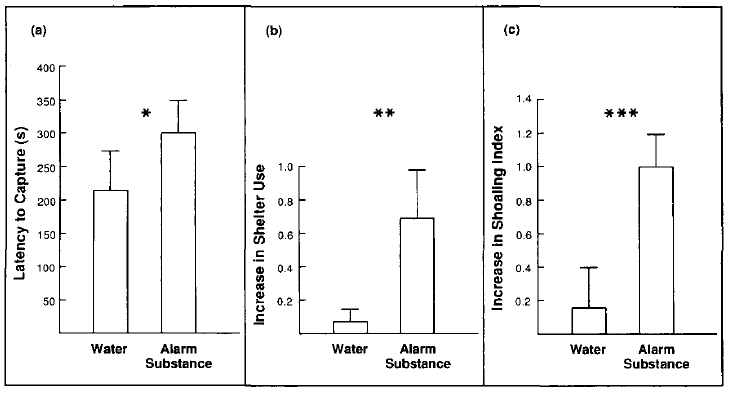 (a)
Latency to Capture (s)
400
350
300
250
200
150
100
50
*
Water
Alarm
Substance
(b)
Increase in Shelter Use
1.0
0.8
0.6
0.4
0.2
**
Water
Alarm
Substance
(c)
Increase in Shoaling Index
1.4
1.2
1.0
0.8
0.6
0.4
0.2
***
Water
Alarm
Substance